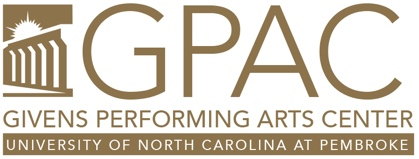 GPAC
GIVENS PERFORMING ARTS CENTER
UNIVERSITY OF NORTH CAROLINA AT PEMBROKE